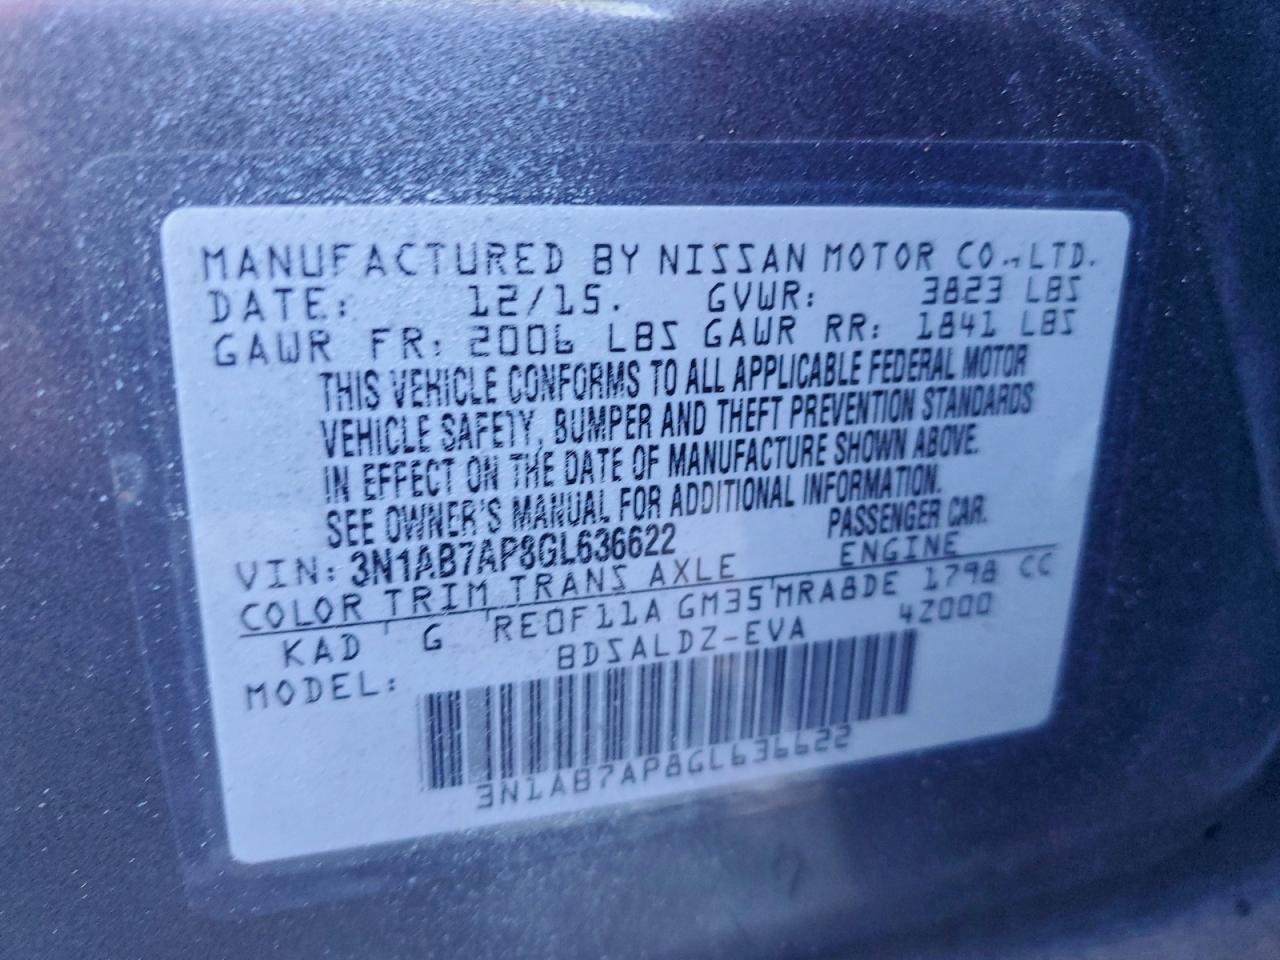 MANUFACTURED BY NISSAN MOTOR CO., LTD.
DATE: 12/15. GVWR: 3823 LBS
GAWR FR: 2006 LBS GAWR RR: 1841 LBS
THIS VEHICLE CONFORMS TO ALL APPLICABLE FEDERAL MOTOR
VEHICLE SAFETY, BUMPER AND THEFT PREVENTION STANDARDS
IN EFFECT ON THE DATE OF MANUFACTURE SHOWN ABOVE.
SEE OWNER'S MANUAL FOR ADDITIONAL INFORMATION.
VIN: 3N1AB7AP8GL636622 PASSENGER CAR.
COLOR TRIM TRANS AXLE ENGINE
KAD G RE0F11A GM35 MRA8DE 1798 CC
MODEL: BDSALDZ-EVA 4Z000
3N1AB7AP8GL636622